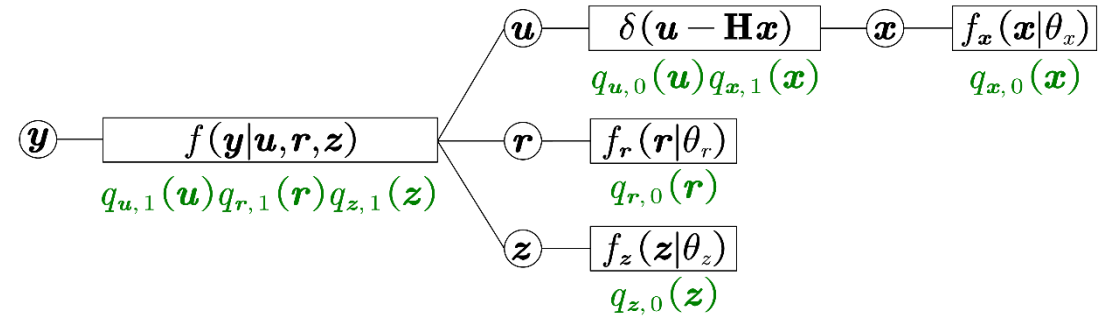 u δ(u − Hx) x f_x(x|θ_x)
q_{u,0}(u)q_{x,1}(x) q_{x,0}(x)
y f(y|u,r,z) r f_r(r|θ_r)
q_{u,1}(u)q_{r,1}(r)q_{z,1}(z) q_{r,0}(r)
z f_z(z|θ_z)
q_{z,0}(z)